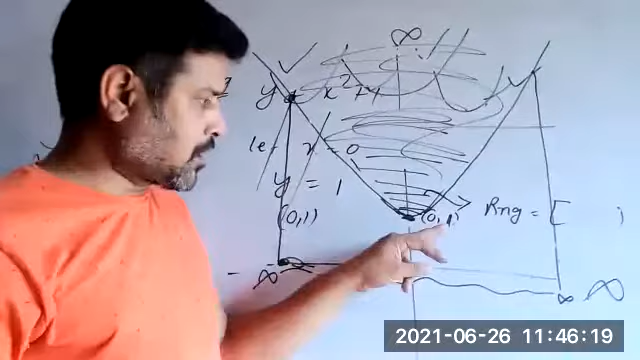 ∞
y x²+1
let x = 0
y = 1
(0,1)
(0,1) Rng = [ ;
- ∞ ∞ ∞
2021-06-26 11:46:19